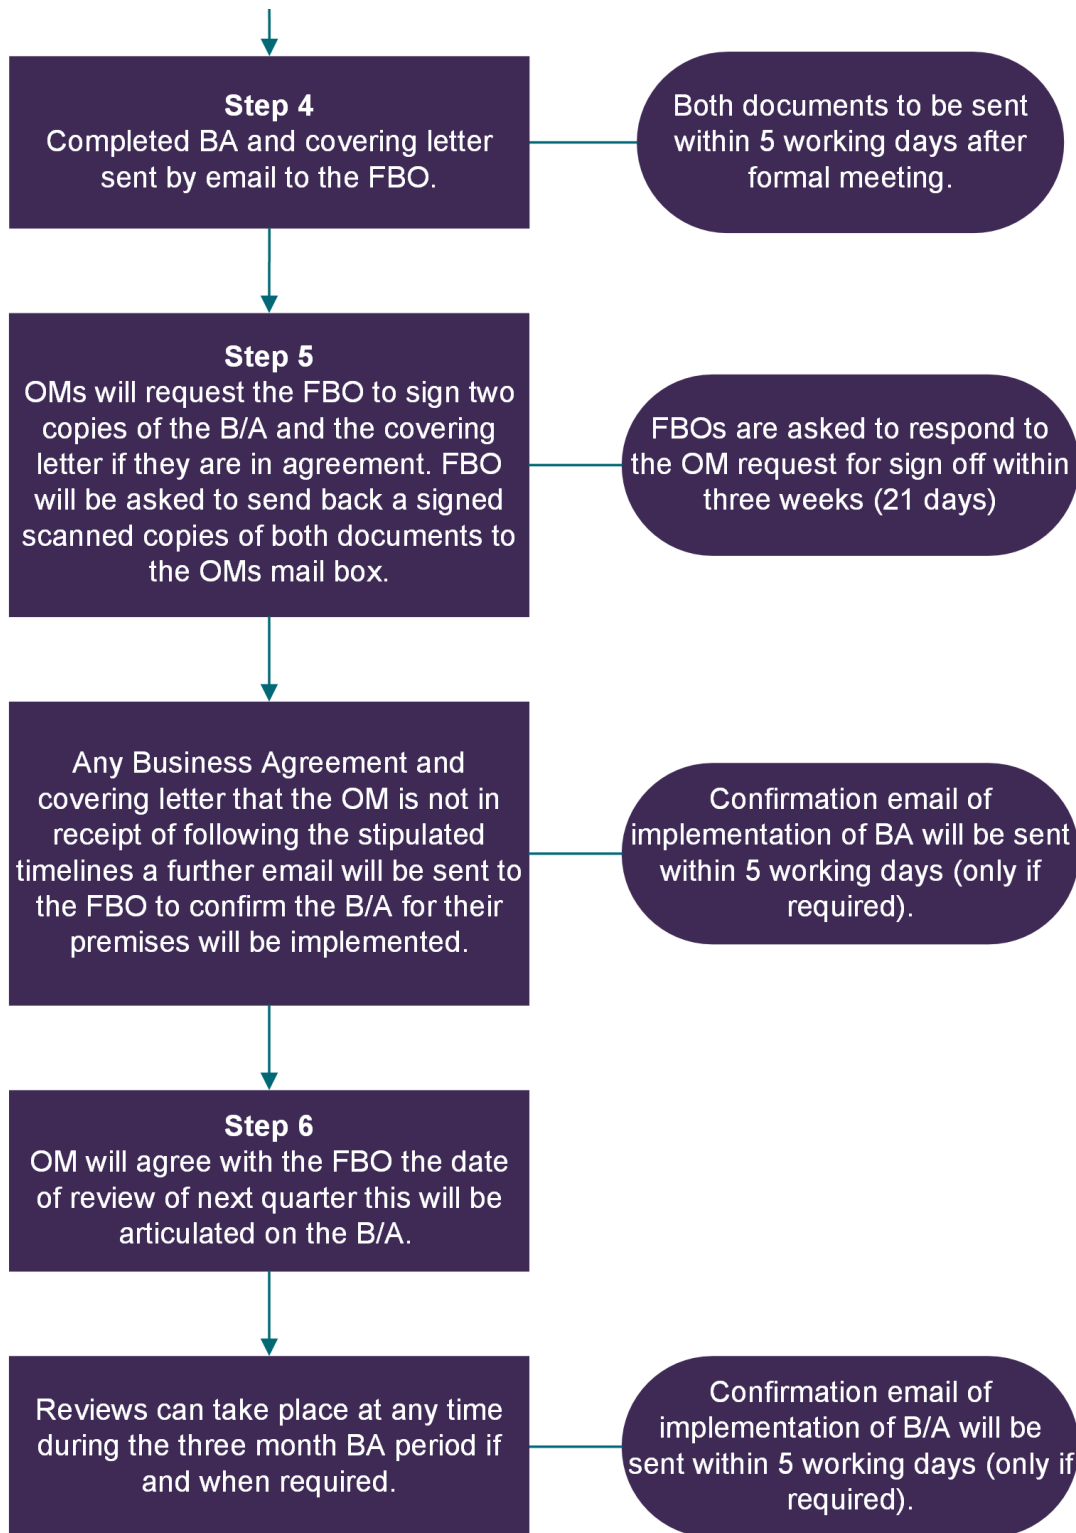 Step 4
Completed BA and covering letter
sent by email to the FBO.
Both documents to be sent
within 5 working days after
formal meeting.
Step 5
OMs will request the FBO to sign two
copies of the B/A and the covering
letter if they are in agreement. FBO
will be asked to send back a signed
scanned copies of both documents to
the OMs mail box.
FBOs are asked to respond to
the OM request for sign off within
three weeks (21 days)
Any Business Agreement and
covering letter that the OM is not in
receipt of following the stipulated
timelines a further email will be sent to
the FBO to confirm the B/A for their
premises will be implemented.
Confirmation email of
implementation of BA will be sent
within 5 working days (only if
required).
Step 6
OM will agree with the FBO the date
of review of next quarter this will be
articulated on the B/A.
Reviews can take place at any time
during the three month BA period if
and when required.
Confirmation email of
implementation of B/A will be
sent within 5 working days (only if
required).